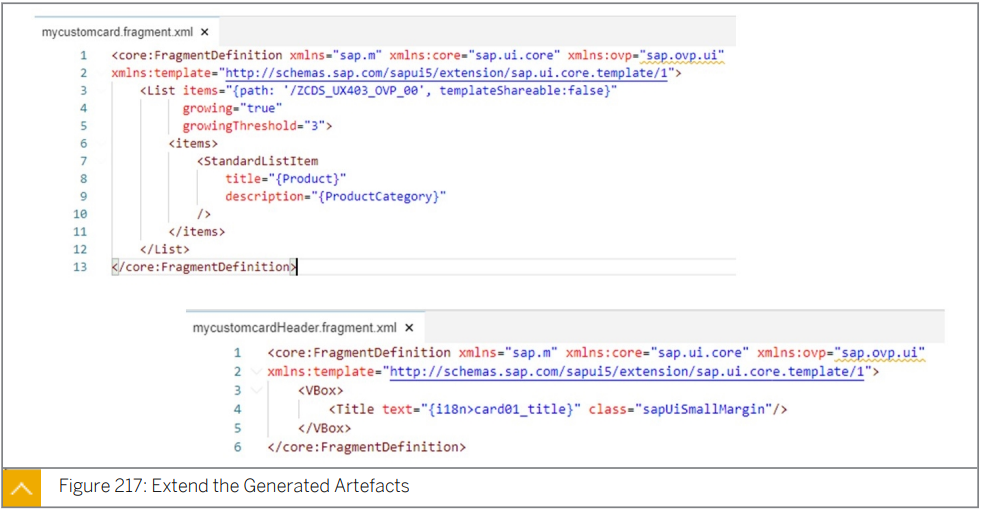 mycustomcard.fragment.xml ×
1 <core:FragmentDefinition xmlns="sap.m" xmlns:core="sap.ui.core" xmlns:ovp="sap.ovp.ui"
2 xmlns:template="http://schemas.sap.com/sapui5/extension/sap.ui.core.template/1">
3 <List items="{path: '/ZCDS_UX403_OVP_00', templateShareable:false}"
4 growing="true"
5 growingThreshold="3">
6 <items>
7 <StandardListItem
8 title="{Product}"
9 description="{ProductCategory}"
10 />
11 </items>
12 </List>
13 </core:FragmentDefinition>
mycustomcardHeader.fragment.xml ×
1 <core:FragmentDefinition xmlns="sap.m" xmlns:core="sap.ui.core" xmlns:ovp="sap.ovp.ui"
2 xmlns:template="http://schemas.sap.com/sapui5/extension/sap.ui.core.template/1">
3 <VBox>
4 <Title text="{i18n>card01_title}" class="sapUiSmallMargin"/>
5 </VBox>
6 </core:FragmentDefinition>
Figure 217: Extend the Generated Artefacts